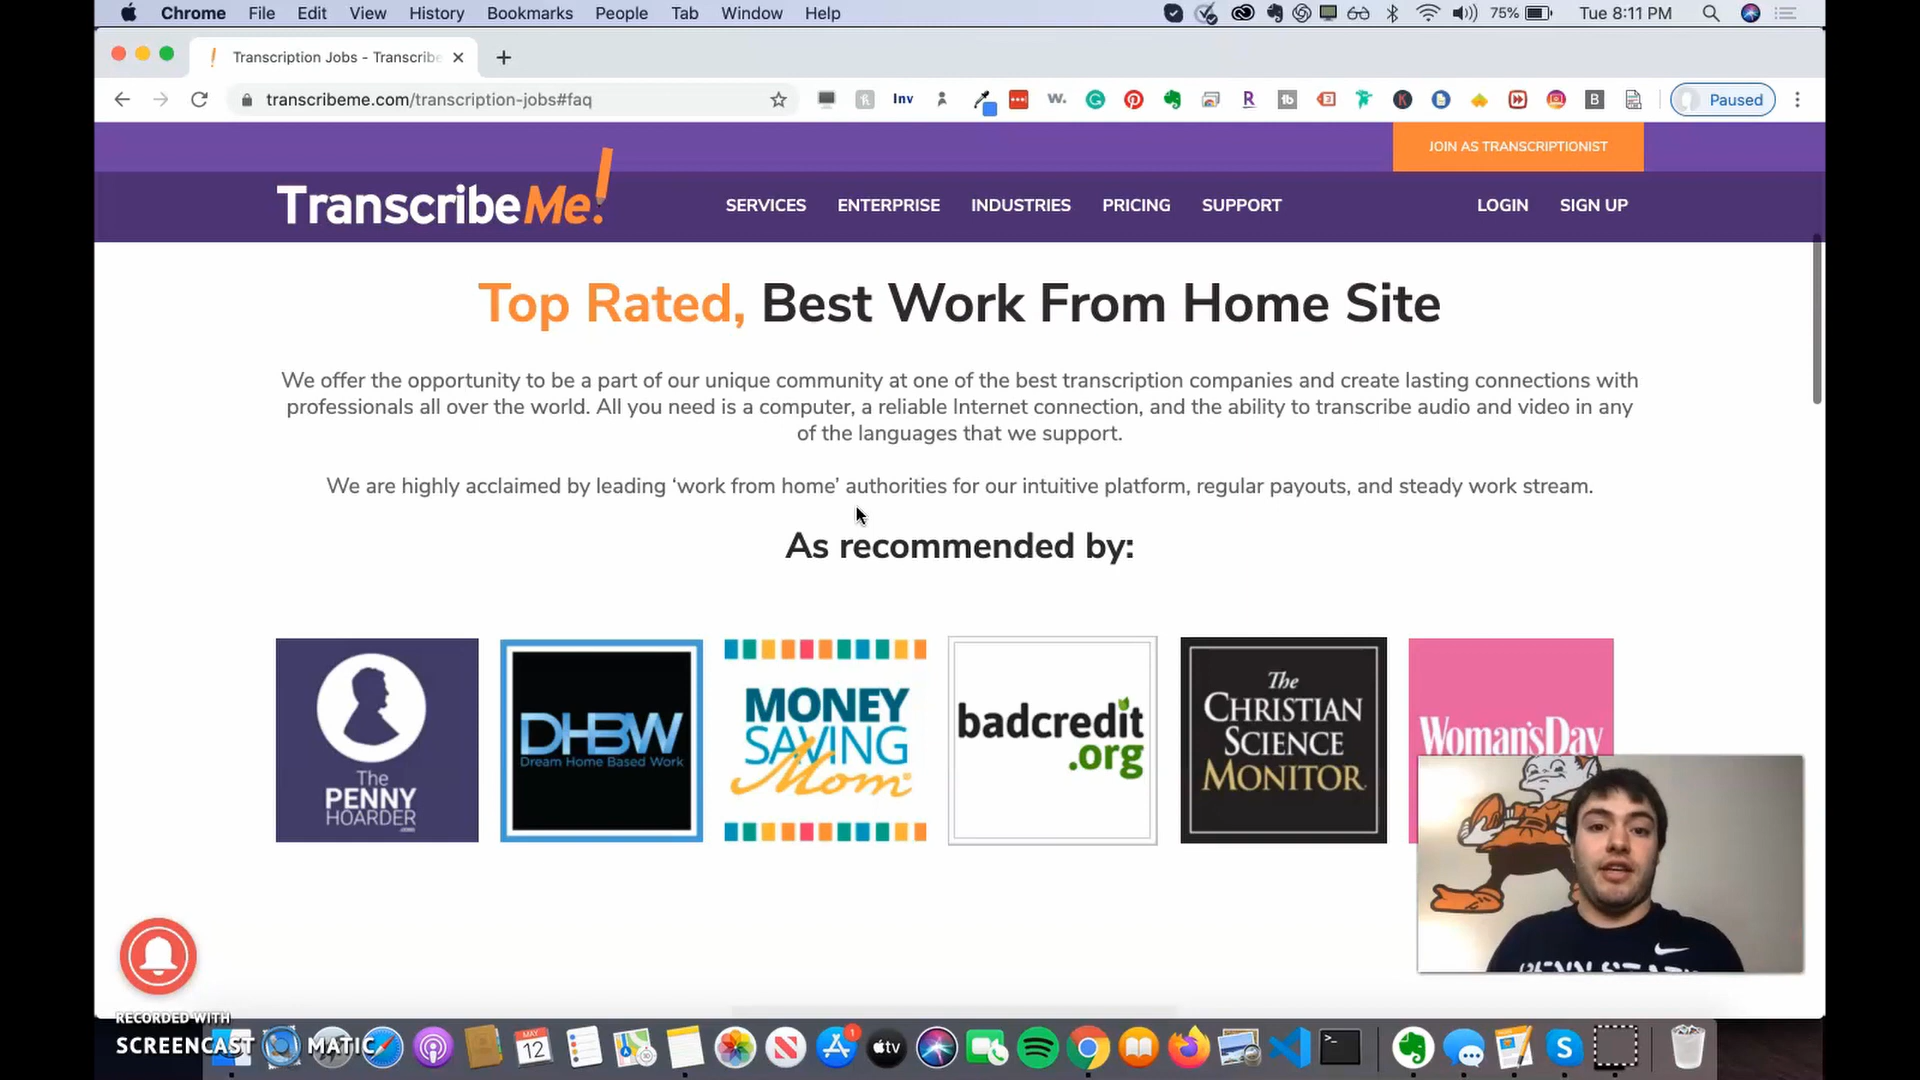 Chrome File Edit View History Bookmarks People Tab Window Help
75% Tue 8:11 PM
Transcription Jobs - Transcribe
transcribeme.com/transcription-jobs#faq
Inv
Paused
JOIN AS TRANSCRIPTIONIST
TranscribeMe!
SERVICES ENTERPRISE INDUSTRIES PRICING SUPPORT LOGIN SIGN UP
Top Rated, Best Work From Home Site
We offer the opportunity to be a part of our unique community at one of the best transcription companies and create lasting connections with
professionals all over the world. All you need is a computer, a reliable Internet connection, and the ability to transcribe audio and video in any
of the languages that we support.
We are highly acclaimed by leading ‘work from home’ authorities for our intuitive platform, regular payouts, and steady work stream.
As recommended by:
The
PENNY
HOARDER
.com
DHBW
Dream Home Based Work
MONEY
SAVING
Mom®
badcredit
.org
The
CHRISTIAN
SCIENCE
MONITOR
Woman'sDay
RECORDED WITH
SCREENCAST MATIC
MAY
12
tv